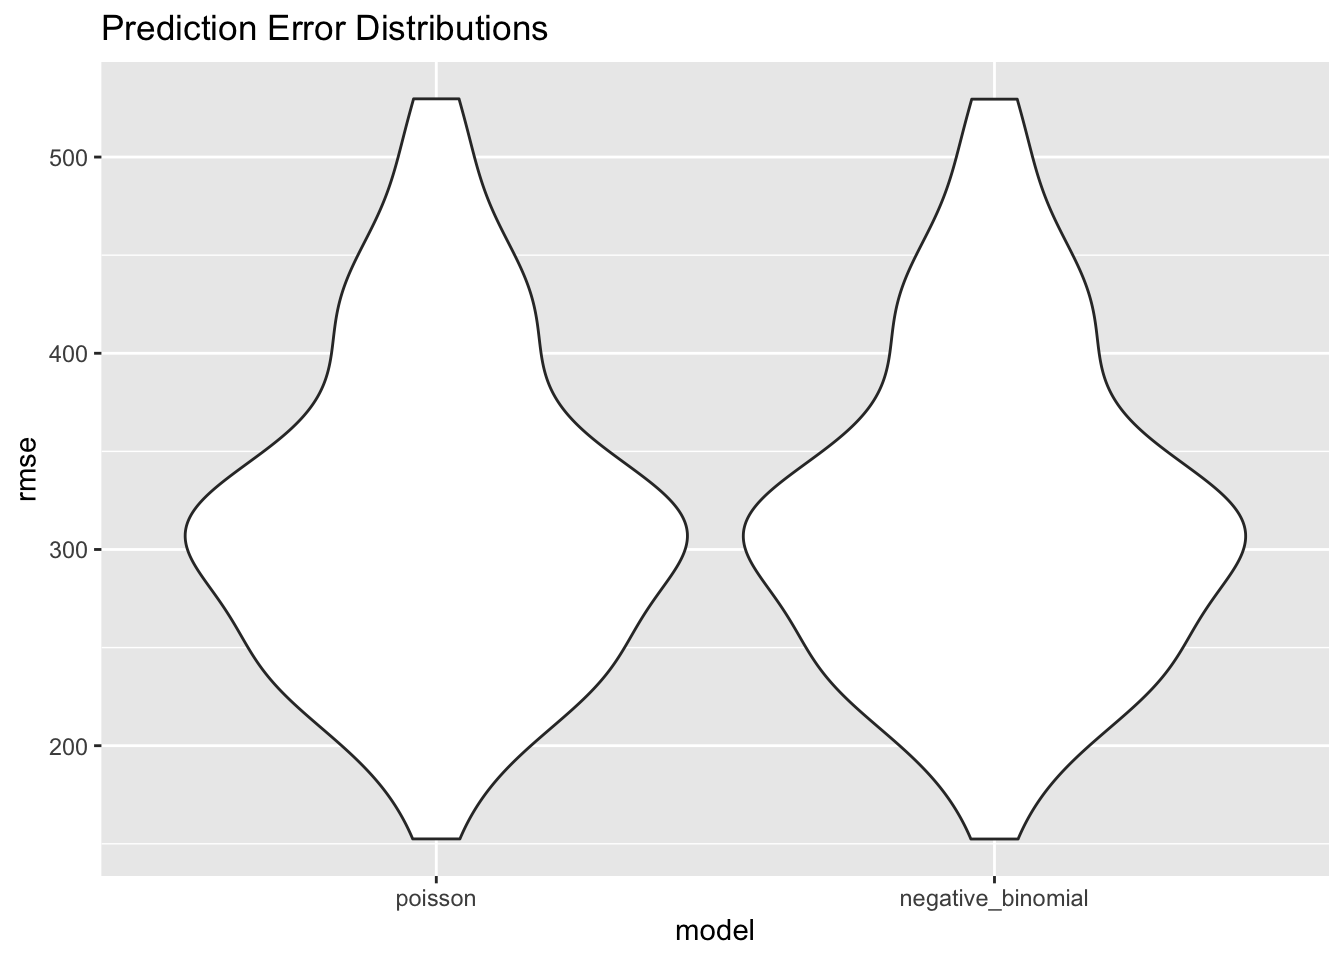 Prediction Error Distributions
500
400
300
200
rmse
poisson
negative_binomial
model